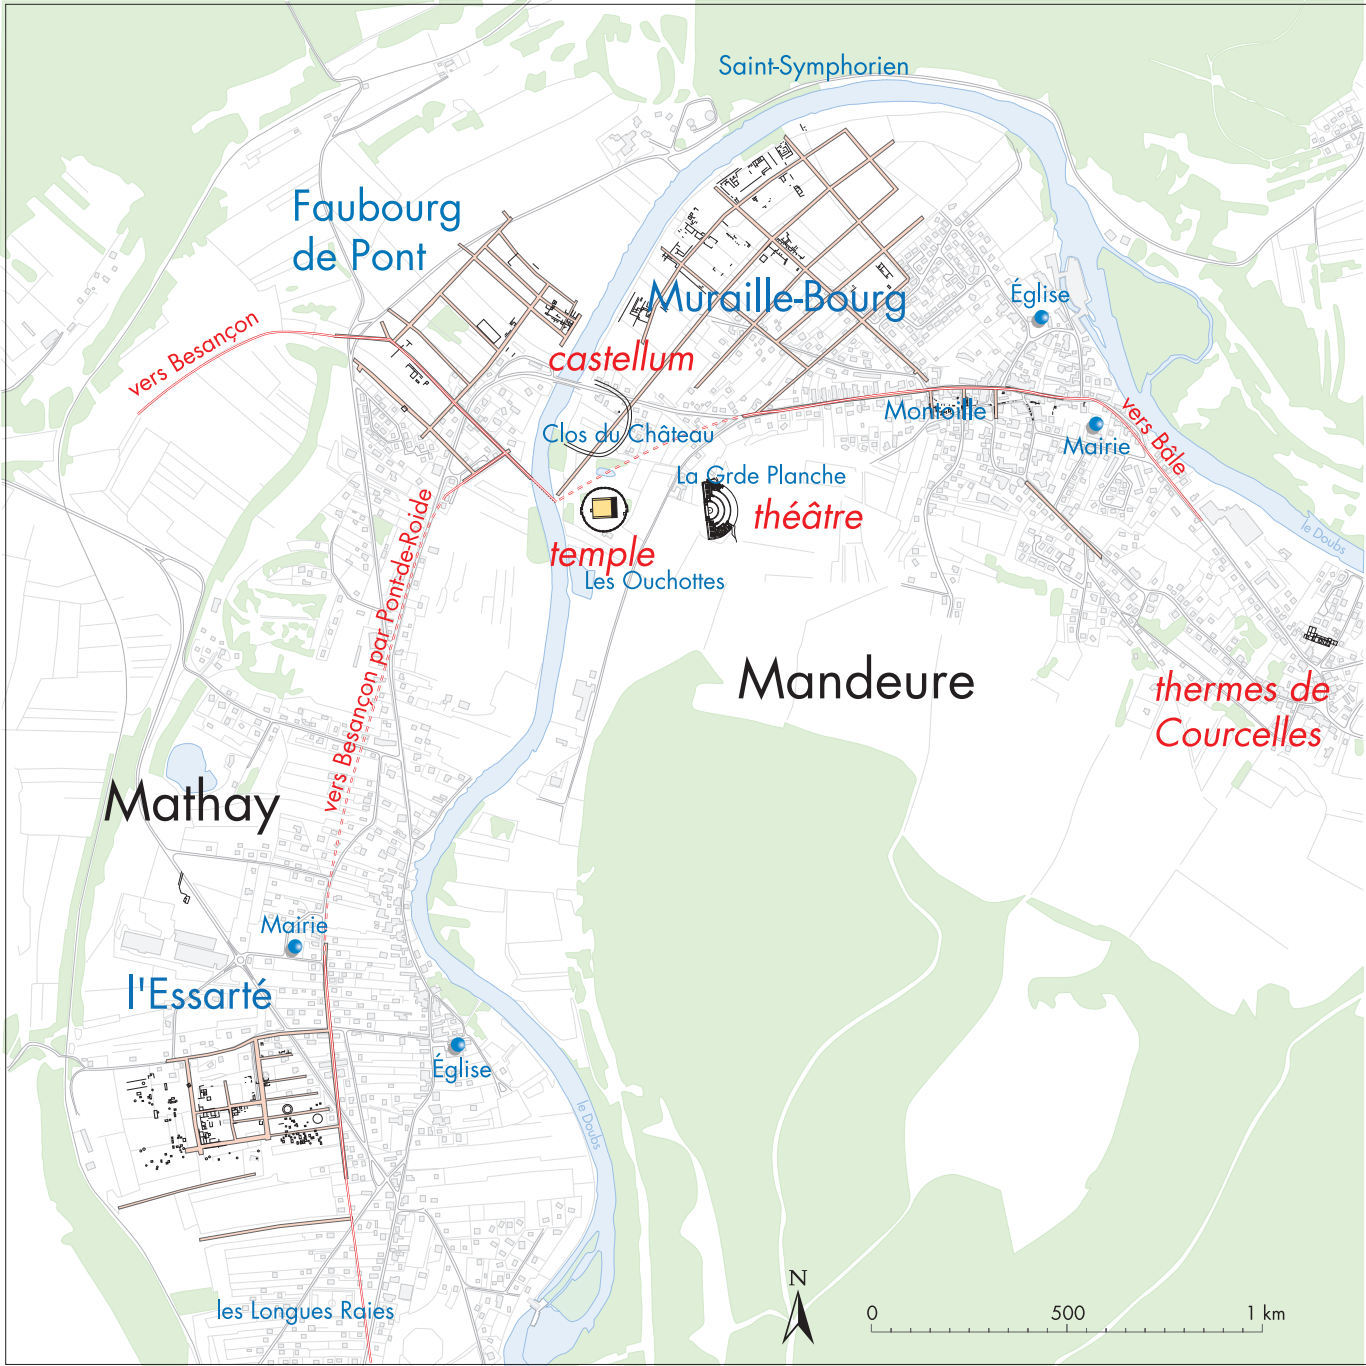 Saint-Symphorien
Faubourg
de Pont
Muraille-Bourg
Église
vers Besançon
castellum
Montoille
vers Bâle
Clos du Château
Mairie
La Grde Planche
théâtre
le Doubs
temple
Les Ouchottes
vers Besançon par Pont-de-Roide
Mandeure
thermes de
Courcelles
Mathay
Mairie
l'Essarté
Église
le Doubs
N
les Longues Raies
0 500 1 km